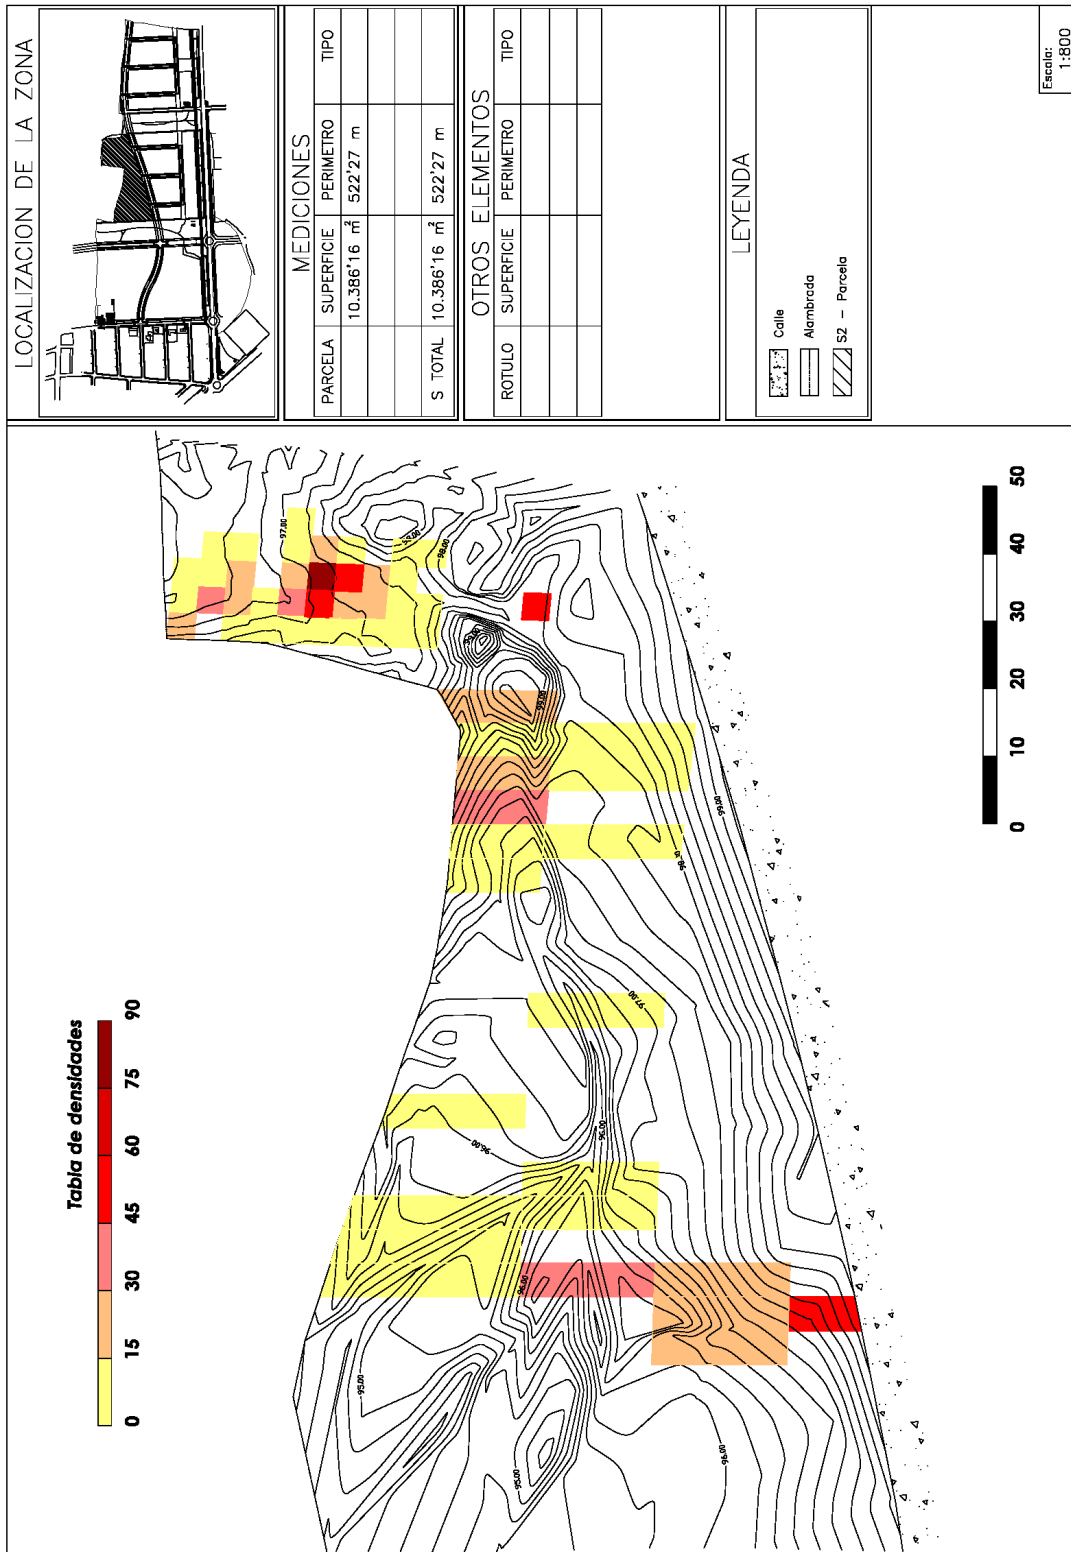 LOCALIZACION DE LA ZONA
MEDICIONES
PARCELA SUPERFICIE PERIMETRO TIPO
10.386'16 m² 522'27 m
S TOTAL 10.386'16 m² 522'27 m
OTROS ELEMENTOS
ROTULO SUPERFICIE PERIMETRO TIPO
LEYENDA
Calle
Alambrada
S2 - Parcela
Escala:
1:800
Tabla de densidades
0 15 30 45 60 75 90
0 10 20 30 40 50
97.00
98.00
99.00
99.00
98.00
97.00
96.00
96.00
96.00
95.00
95.00
96.00
99.00